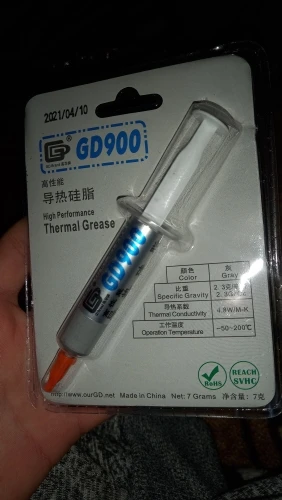 2021/04/10
GD GD900
高性能
导热硅脂
High Performance
Thermal Grease
GD GD900
颜色 Color 灰 Grey
比重 Specific Gravity
导热系数 Thermal Conductivity 4.8W/M-K
工作温度 Operation Temperature -50~200℃
RoHS
REACH SVHC
http://www.ourGD.net Made in China Net: 7 Grams 净含量: 7克